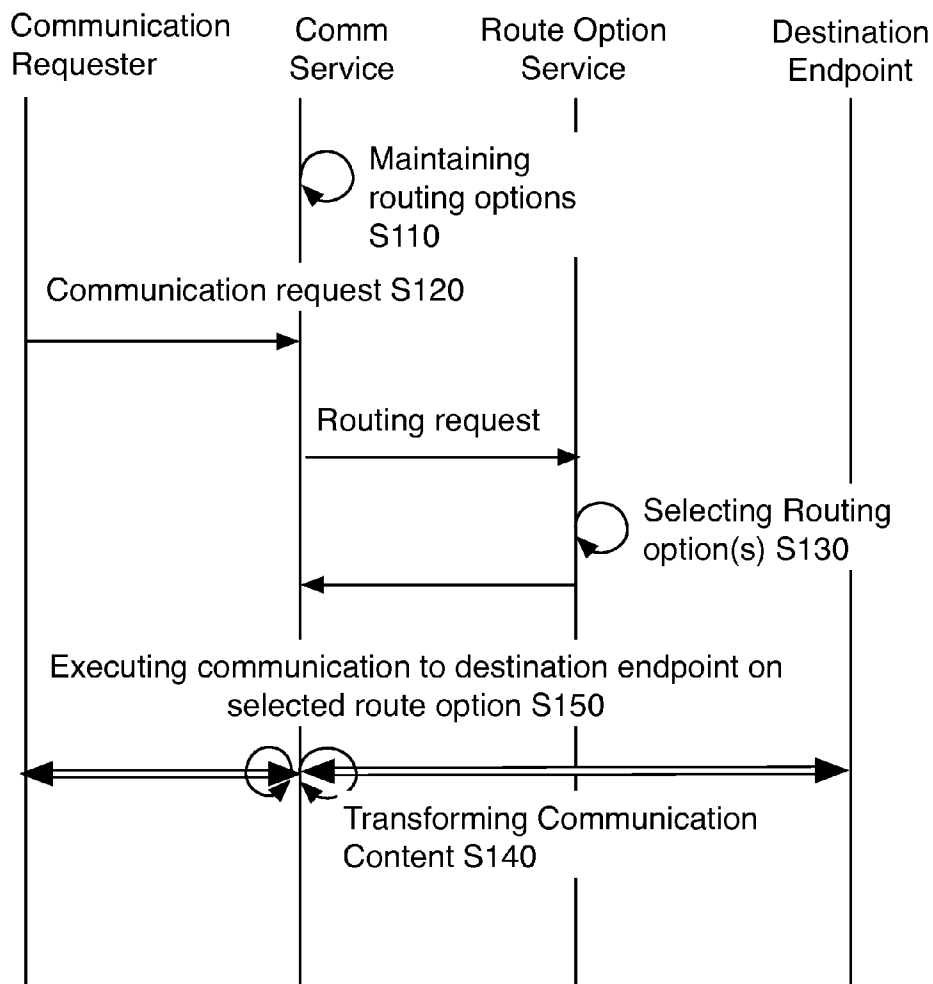 Communication
Requester
Comm
Service
Route Option
Service
Destination
Endpoint
Maintaining
routing options
S110
Communication request S120
Routing request
Selecting Routing
option(s) S130
Executing communication to destination endpoint on
selected route option S150
Transforming Communication
Content S140